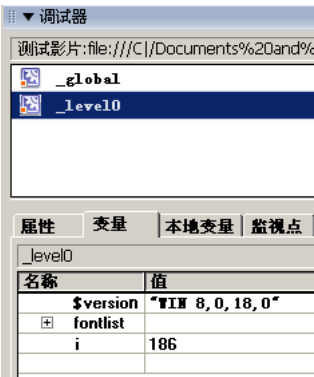 ▼ 调试器
测试影片:file:///C|/Documents%20and%
_global
_level0
属性 变量 本地变量 监视点
_level0
名称 值
$version "WIN 8,0,18,0"
fontlist
i 186